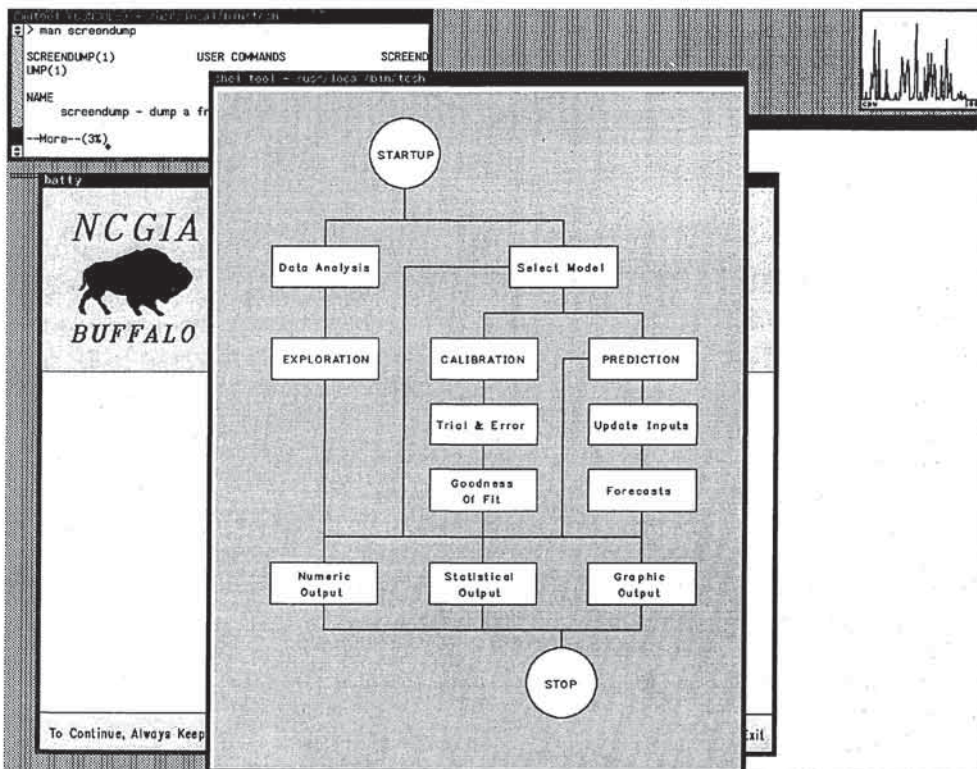 > man screendump
SCREENDUMP(1) USER COMMANDS SCREEND
UMP(1)
NAME
screendump - dump a fr
--More--(3%)
cpu
batty
NCGIA
BUFFALO
To Continue, Always Keep
Exit
STARTUP
Data Analysis
Select Model
EXPLORATION
CALIBRATION
PREDICTION
Trial & Error
Update Inputs
Goodness
Of Fit
Forecasts
Numeric
Output
Statistical
Output
Graphic
Output
STOP